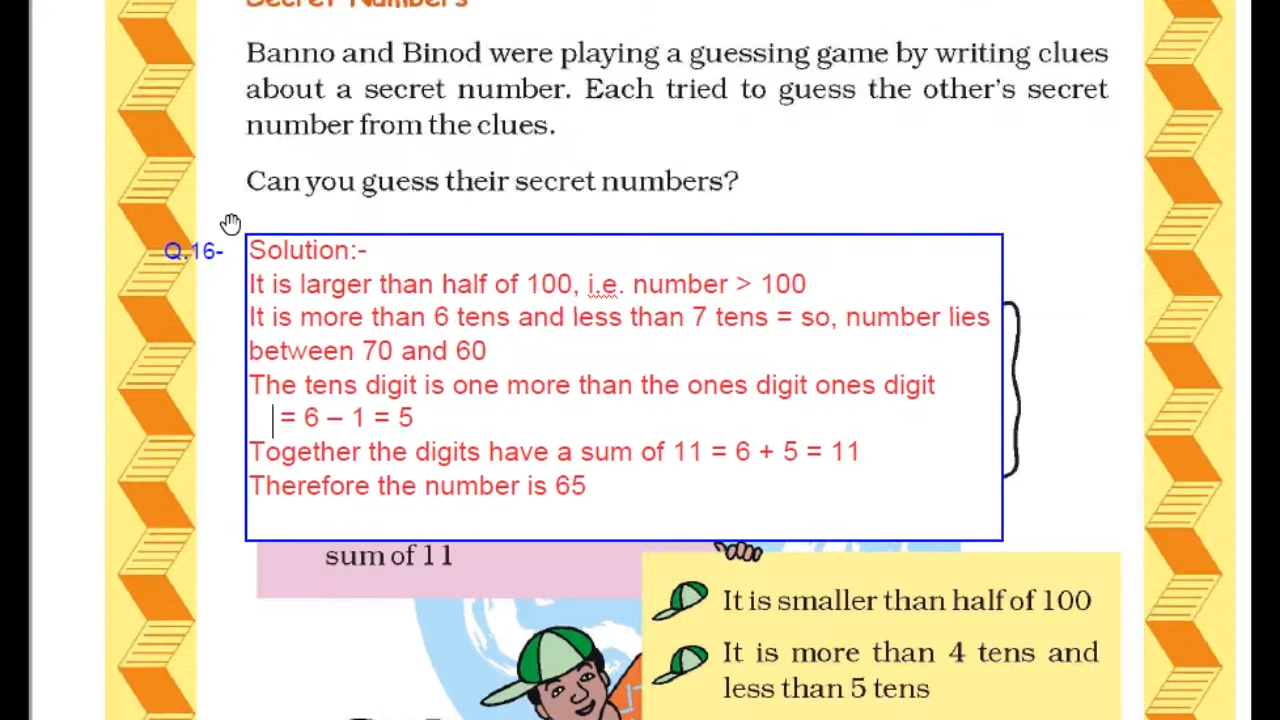 Secret Numbers
Banno and Binod were playing a guessing game by writing clues
about a secret number. Each tried to guess the other's secret
number from the clues.
Can you guess their secret numbers?
Q.16-
Solution:-
It is larger than half of 100, i.e. number > 100
It is more than 6 tens and less than 7 tens = so, number lies
between 70 and 60
The tens digit is one more than the ones digit ones digit
= 6 – 1 = 5
Together the digits have a sum of 11 = 6 + 5 = 11
Therefore the number is 65
sum of 11
It is smaller than half of 100
It is more than 4 tens and
less than 5 tens